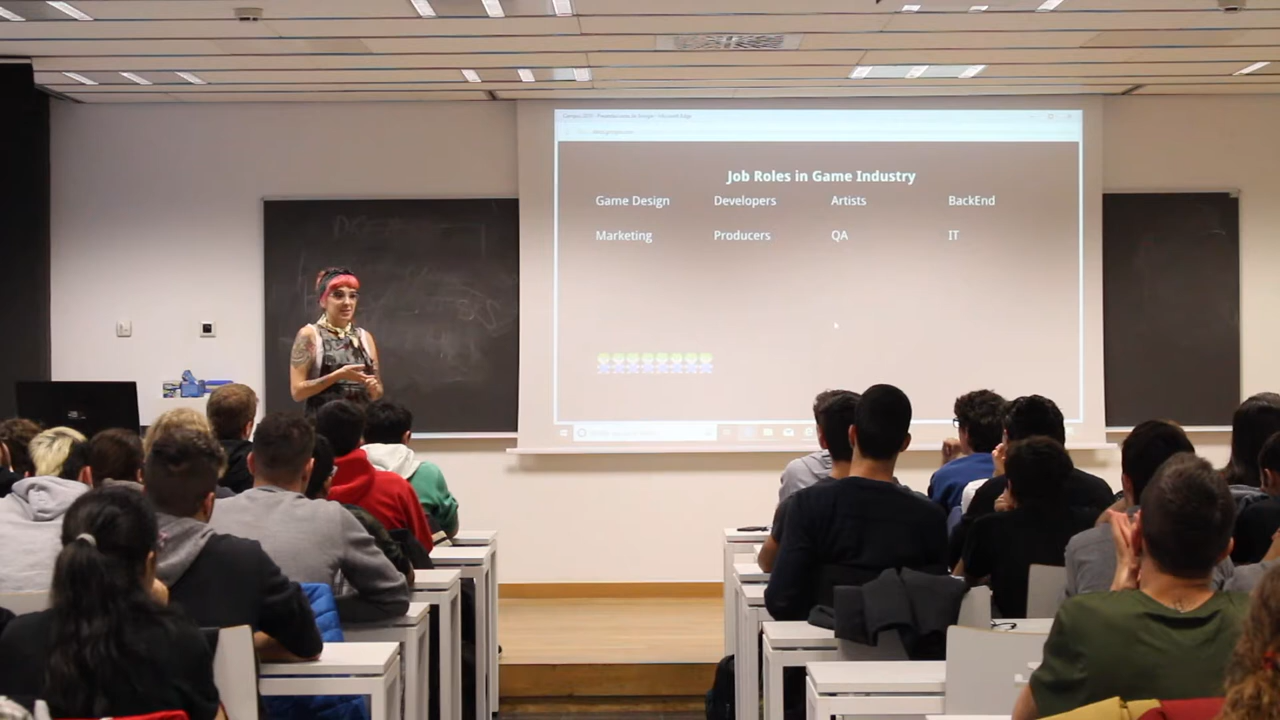 Job Roles in Game Industry
Game Design Developers Artists BackEnd
Marketing Producers QA IT